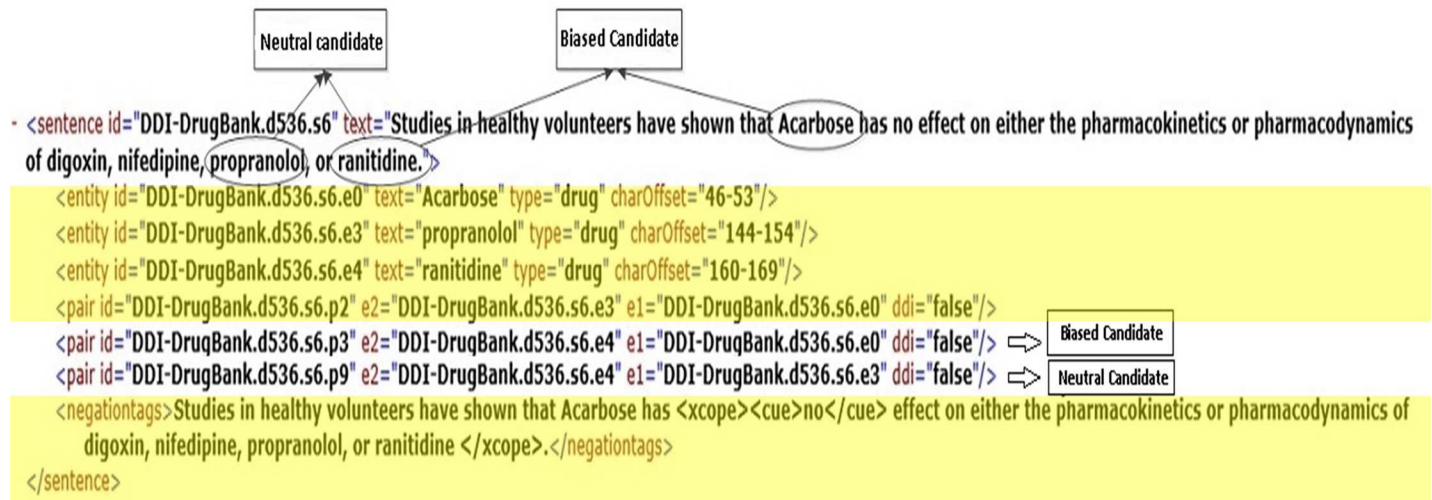 Neutral candidate
Biased Candidate
- <sentence id="DDI-DrugBank.d536.s6" text="Studies in healthy volunteers have shown that Acarbose has no effect on either the pharmacokinetics or pharmacodynamics
of digoxin, nifedipine, propranolol, or ranitidine.">
<entity id="DDI-DrugBank.d536.s6.e0" text="Acarbose" type="drug" charOffset="46-53"/>
<entity id="DDI-DrugBank.d536.s6.e3" text="propranolol" type="drug" charOffset="144-154"/>
<entity id="DDI-DrugBank.d536.s6.e4" text="ranitidine" type="drug" charOffset="160-169"/>
<pair id="DDI-DrugBank.d536.s6.p2" e2="DDI-DrugBank.d536.s6.e3" e1="DDI-DrugBank.d536.s6.e0" ddi="false"/>
<pair id="DDI-DrugBank.d536.s6.p3" e2="DDI-DrugBank.d536.s6.e4" e1="DDI-DrugBank.d536.s6.e0" ddi="false"/> Biased Candidate
<pair id="DDI-DrugBank.d536.s6.p9" e2="DDI-DrugBank.d536.s6.e4" e1="DDI-DrugBank.d536.s6.e3" ddi="false"/> Neutral Candidate
<negationtags>Studies in healthy volunteers have shown that Acarbose has <xcope><cue>no</cue> effect on either the pharmacokinetics or pharmacodynamics of
digoxin, nifedipine, propranolol, or ranitidine </xcope>.</negationtags>
</sentence>